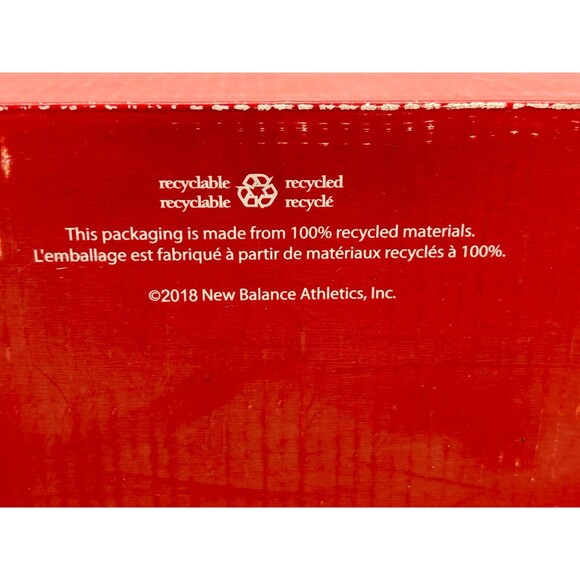 recyclable recycled
recyclable recyclé
This packaging is made from 100% recycled materials.
L'emballage est fabriqué à partir de matériaux recyclés à 100%.
©2018 New Balance Athletics, Inc.